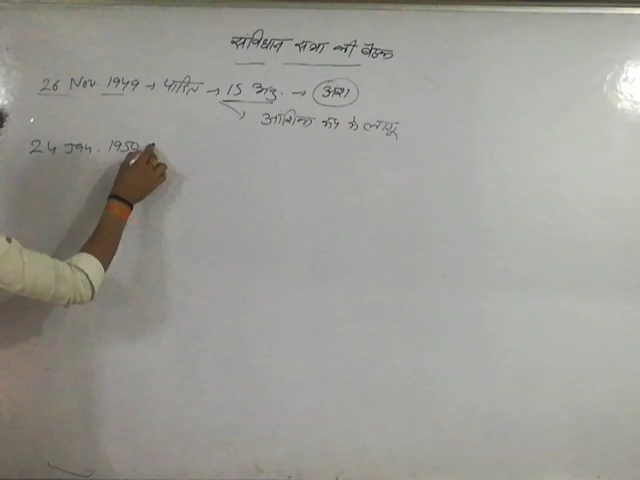 संविधान सभा की बैठक
26 Nov. 1949 → पारित → 15 अनु. → अंश
→ आंशिक रूप से लागू
24 Jan. 1950